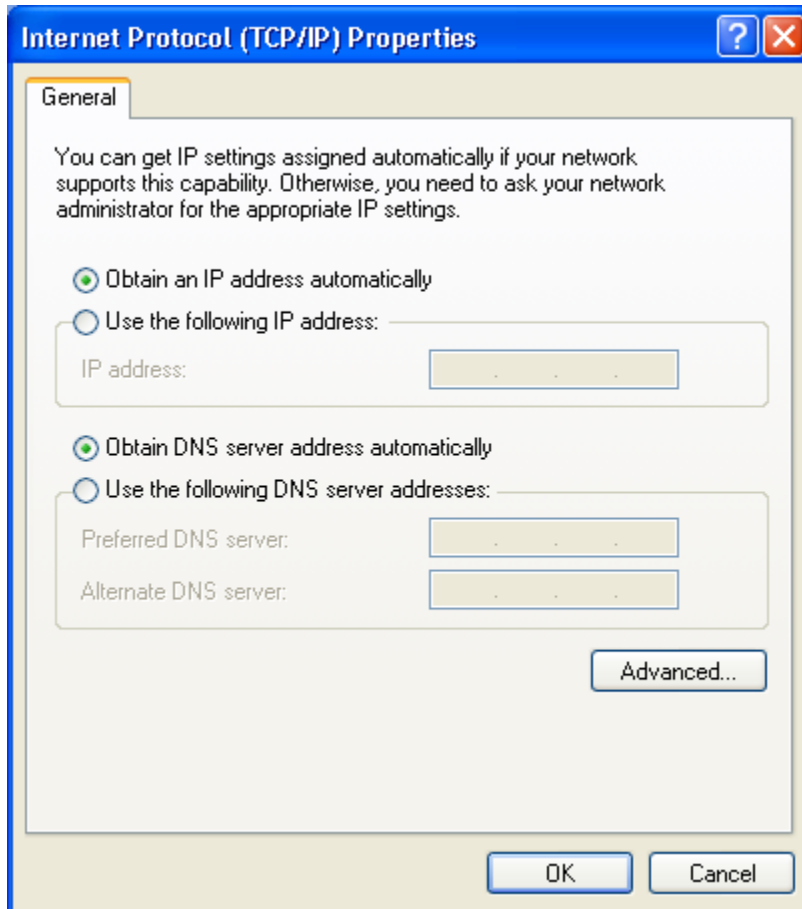 Internet Protocol (TCP/IP) Properties
General
You can get IP settings assigned automatically if your network
supports this capability. Otherwise, you need to ask your network
administrator for the appropriate IP settings.
Obtain an IP address automatically
Use the following IP address:
IP address:
Obtain DNS server address automatically
Use the following DNS server addresses:
Preferred DNS server:
Alternate DNS server:
Advanced...
OK Cancel